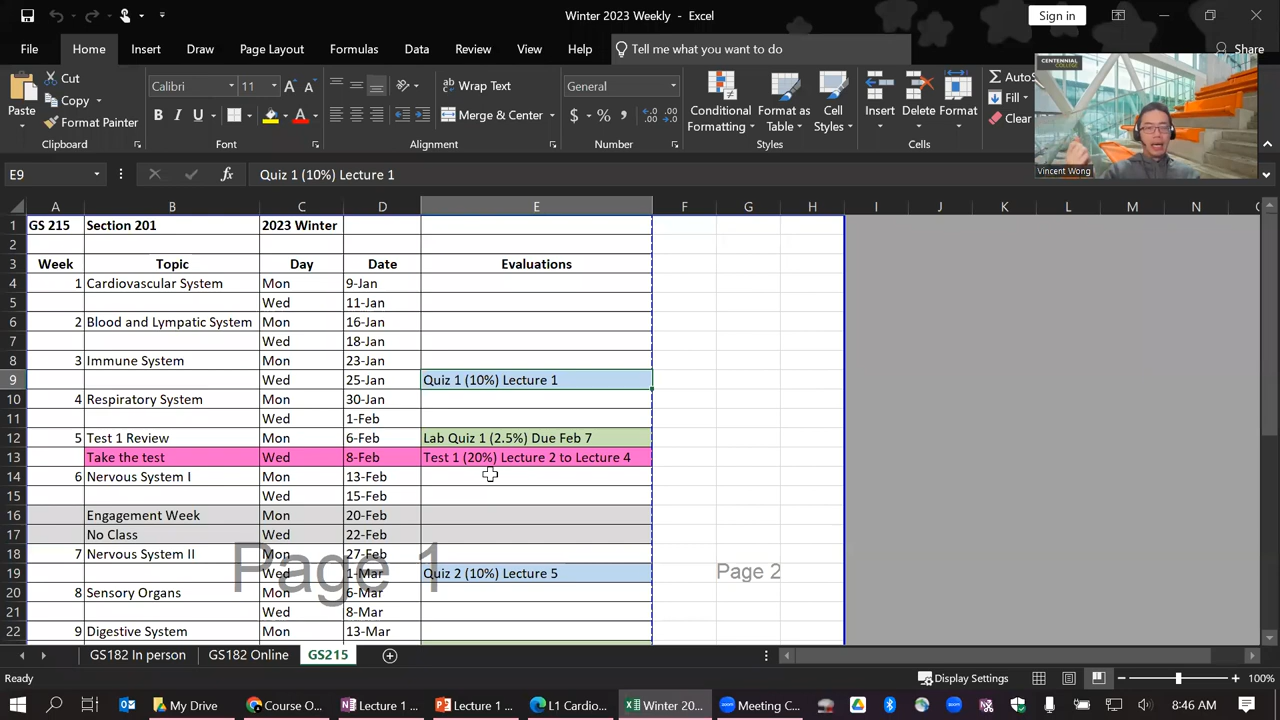 Winter 2023 Weekly - Excel
Sign in
File Home Insert Draw Page Layout Formulas Data Review View Help Tell me what you want to do Share
Paste Cut Copy Format Painter Clipboard
Calibri 11 A A B I U A Font
Wrap Text Merge & Center Alignment
General $ % , Number
Conditional Formatting Format as Table Cell Styles Styles
Insert Delete Format Cells
AutoS Fill Clear
CENTENNIAL COLLEGE
Vincent Wong
E9 fx Quiz 1 (10%) Lecture 1
A B C D E F G H I J K L M N
1 GS 215 Section 201 2023 Winter
2
3 Week Topic Day Date Evaluations
4 1 Cardiovascular System Mon 9-Jan
5 Wed 11-Jan
6 2 Blood and Lympatic System Mon 16-Jan
7 Wed 18-Jan
8 3 Immune System Mon 23-Jan
9 Wed 25-Jan Quiz 1 (10%) Lecture 1
10 4 Respiratory System Mon 30-Jan
11 Wed 1-Feb
12 5 Test 1 Review Mon 6-Feb Lab Quiz 1 (2.5%) Due Feb 7
13 Take the test Wed 8-Feb Test 1 (20%) Lecture 2 to Lecture 4
14 6 Nervous System I Mon 13-Feb
15 Wed 15-Feb
16 Engagement Week Mon 20-Feb
17 No Class Wed 22-Feb
18 7 Nervous System II Mon 27-Feb
Page 1 Page 2
19 Wed 1-Mar Quiz 2 (10%) Lecture 5
20 8 Sensory Organs Mon 6-Mar
21 Wed 8-Mar
22 9 Digestive System Mon 13-Mar
GS182 In person GS182 Online GS215
Ready Display Settings 100%
My Drive Course O... Lecture 1 ... Lecture 1 ... Cardio... Winter 20... Meeting C... 8:46 AM